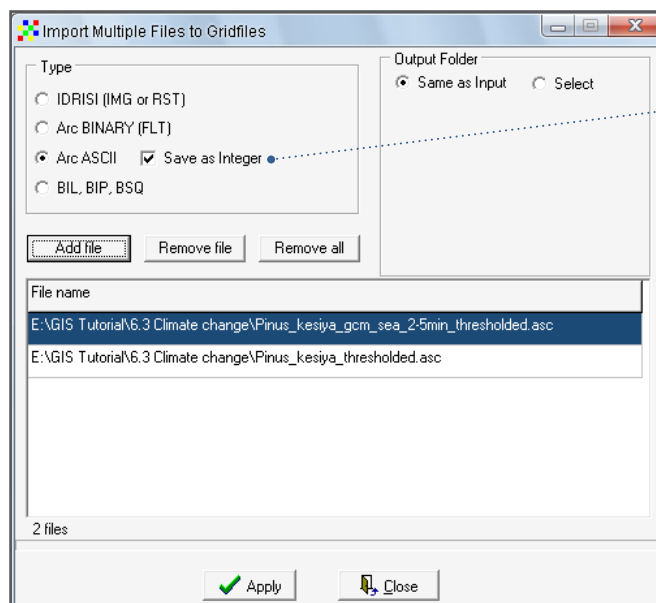 Import Multiple Files to Gridfiles
Type
IDRISI (IMG or RST)
Arc BINARY (FLT)
Arc ASCII Save as Integer
BIL, BIP, BSQ
Output Folder
Same as Input Select
Add file Remove file Remove all
File name
E:\GIS Tutorial\6.3 Climate change\Pinus_kesiya_gcm_sea_2-5min_thresholded.asc
E:\GIS Tutorial\6.3 Climate change\Pinus_kesiya_thresholded.asc
2 files
Apply Close